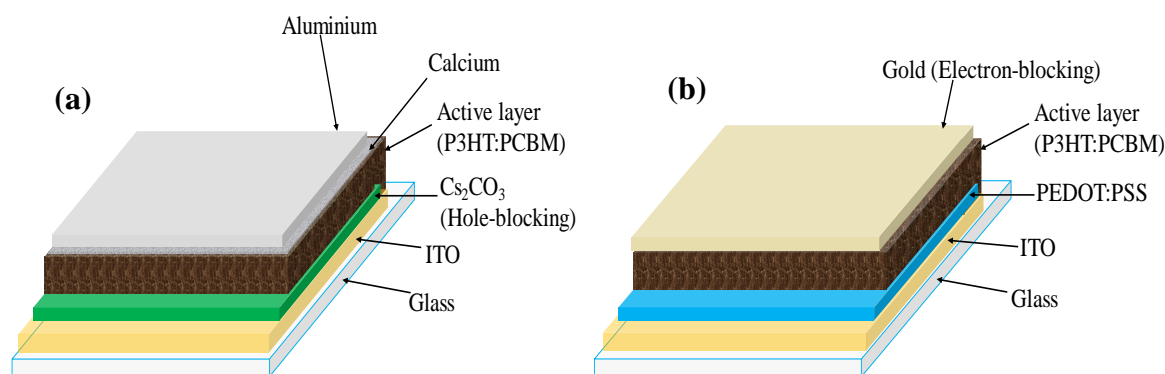 (a)
Aluminium
Calcium
Active layer
(P3HT:PCBM)
Cs₂CO₃
(Hole-blocking)
ITO
Glass
(b)
Gold (Electron-blocking)
Active layer
(P3HT:PCBM)
PEDOT:PSS
ITO
Glass